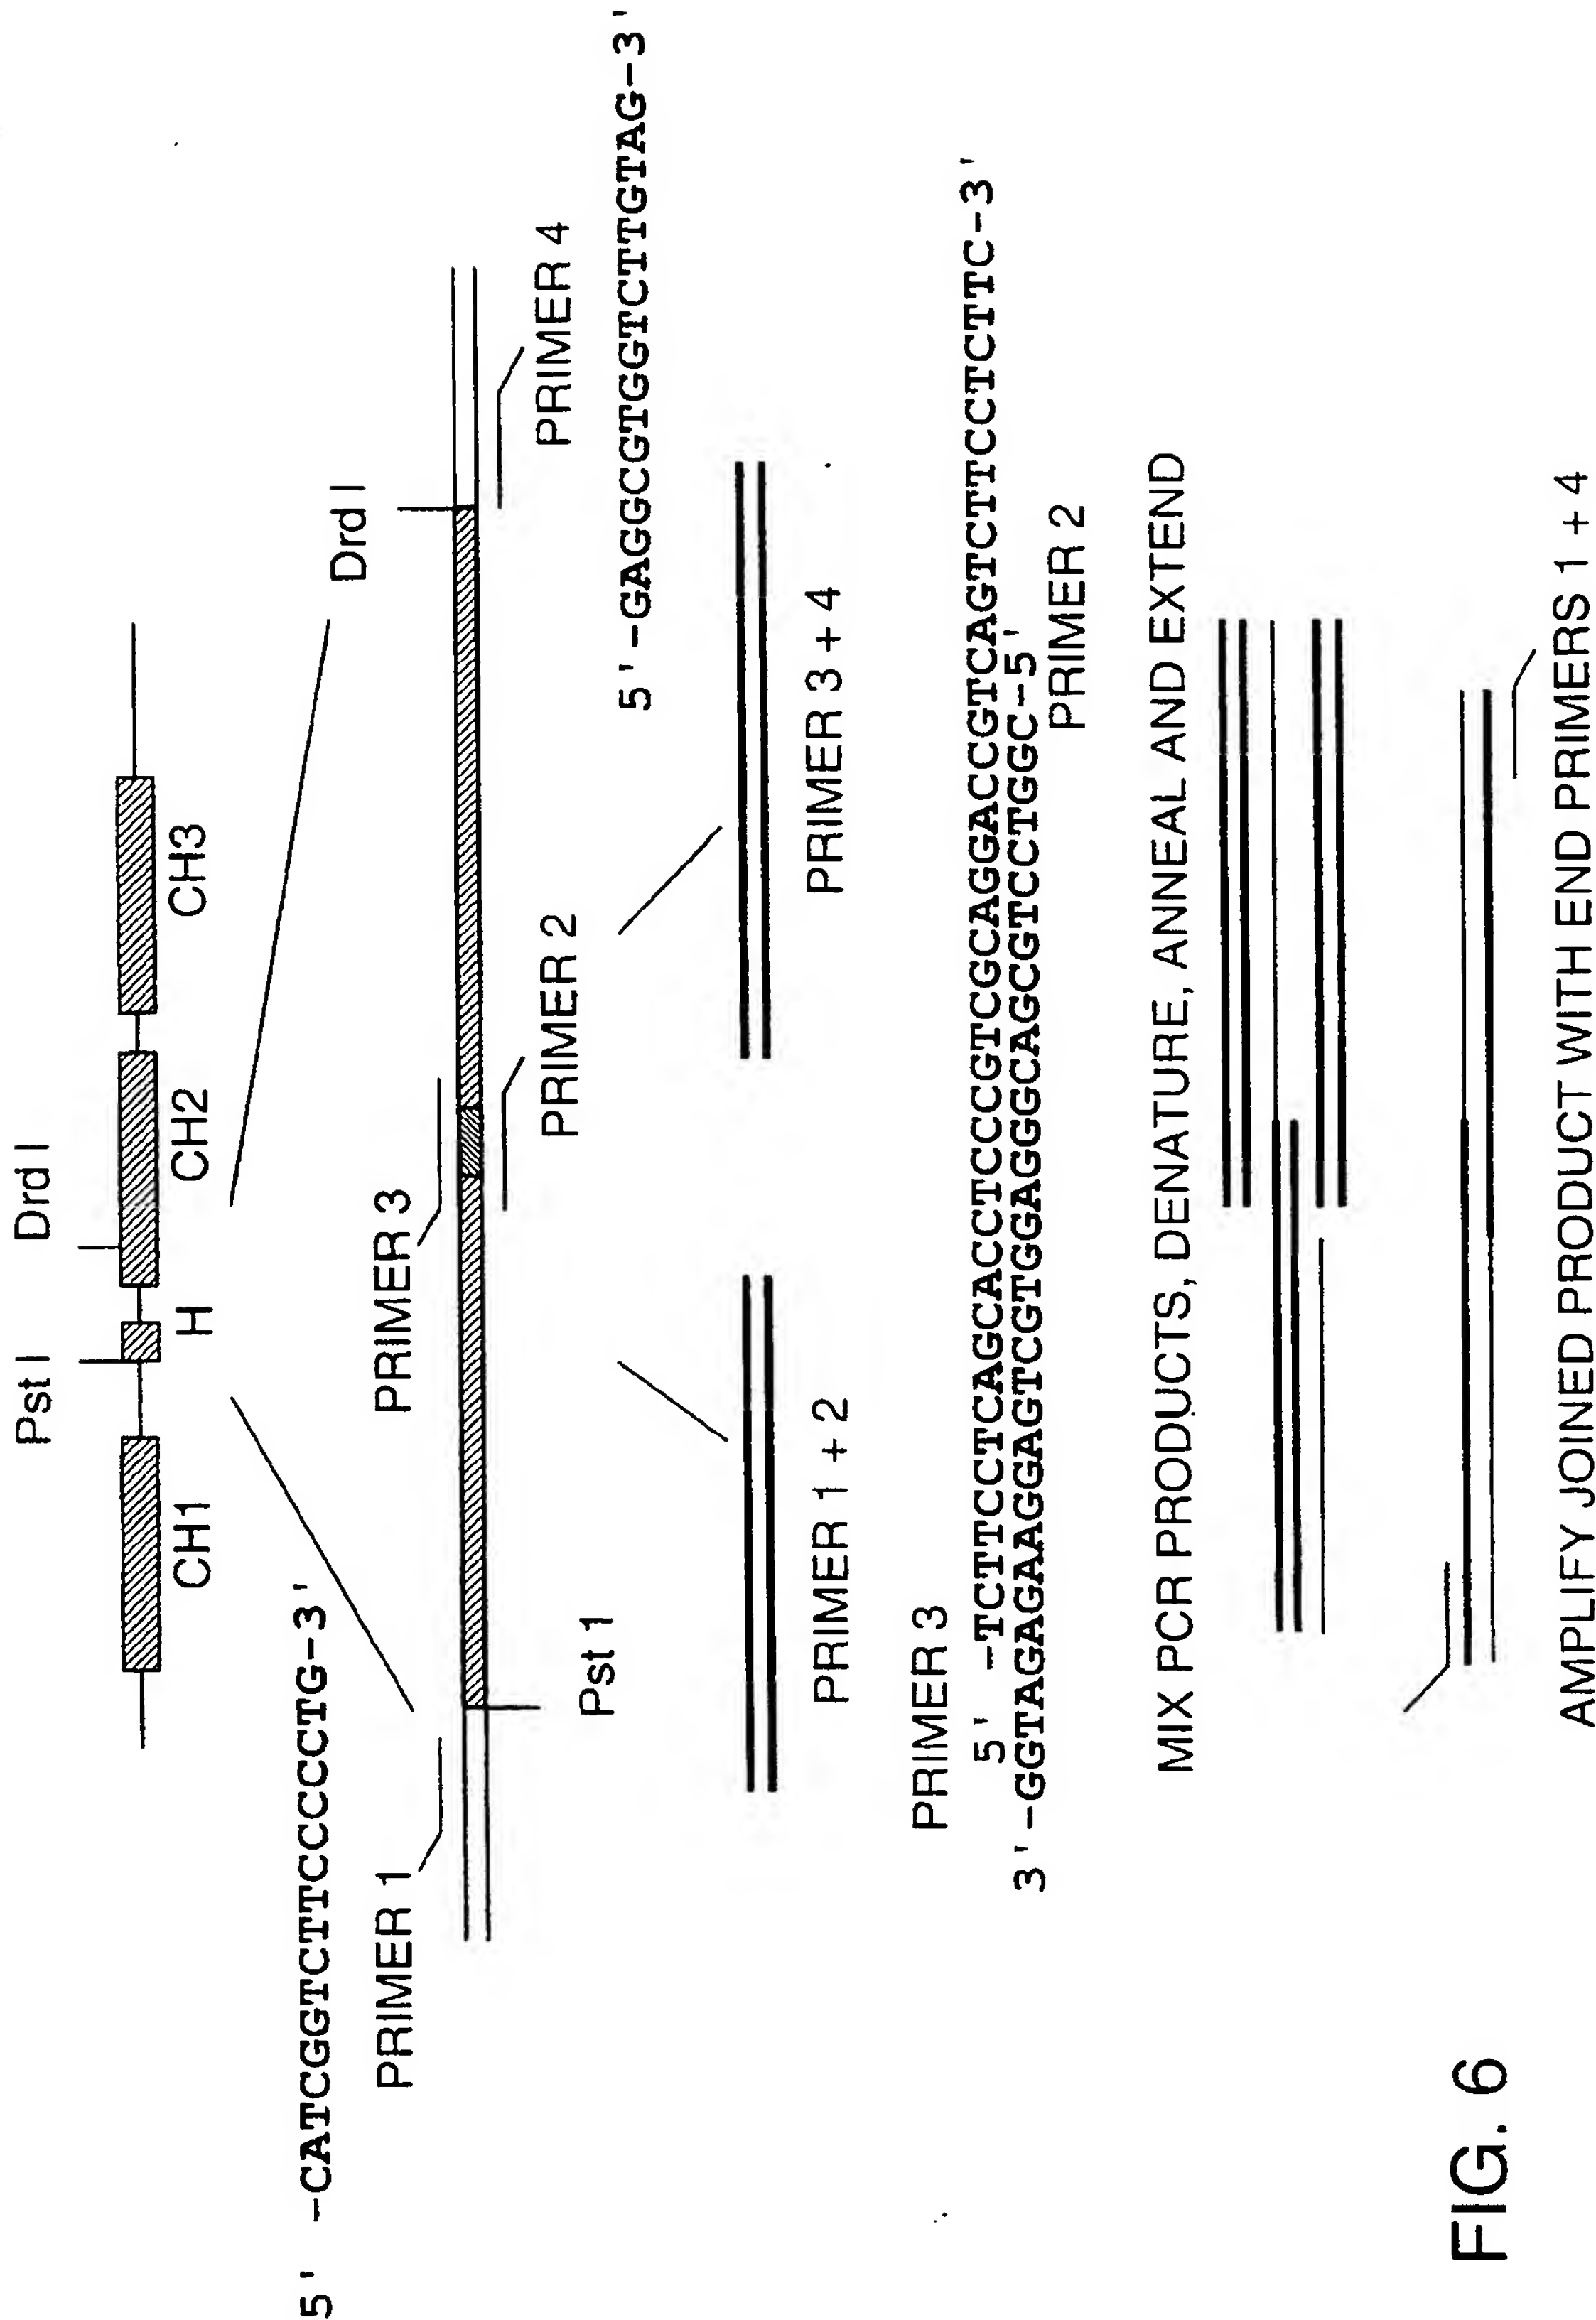 Pst I
Drd I
CH1
H
CH2
CH3
5' -CATCGGTCTTCCCCCTG-3'
Drd I
PRIMER 1
PRIMER 3
Pst 1
PRIMER 2
PRIMER 4
5'-GAGGCGTGGTCTTGTAG-3'
PRIMER 1 + 2
PRIMER 3 + 4
PRIMER 3
5' -TCTTCCTCAGCACCTCCCGTCGCAGGACCGTCAGTCTTCCTCTTC-3'
3'-GGTAGAGAAGGAGTCGTGGAGGGCAGCGTCCTGGC-5'
PRIMER 2
MIX PCR PRODUCTS, DENATURE, ANNEAL AND EXTEND
AMPLIFY JOINED PRODUCT WITH END PRIMERS 1 + 4
FIG. 6